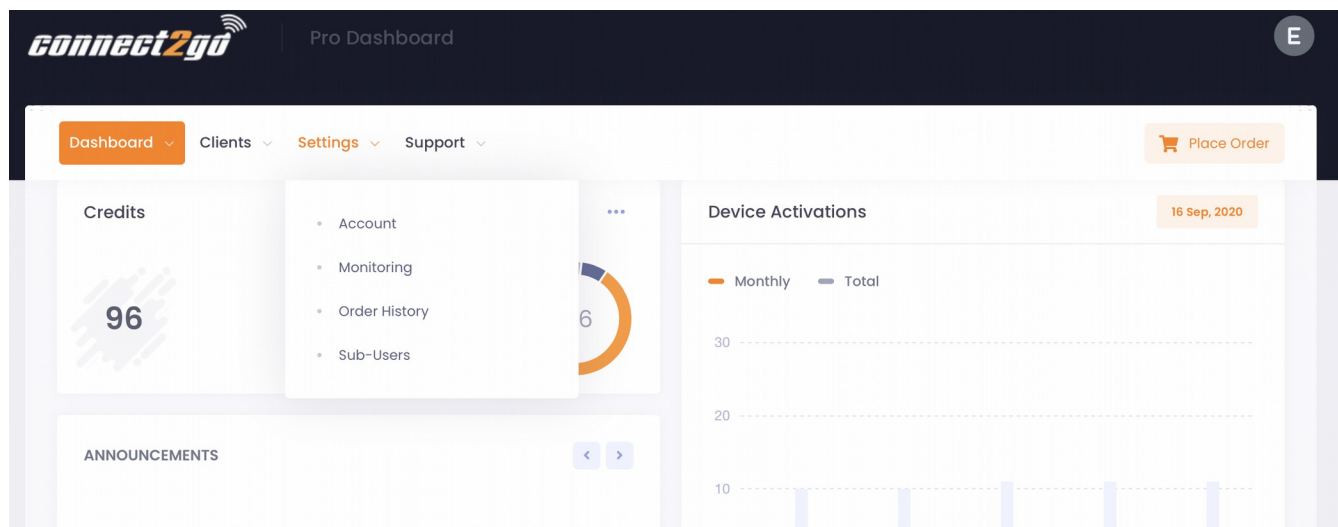 connect2go Pro Dashboard E
Dashboard Clients Settings Support Place Order
Credits
Account
Monitoring
Order History
Sub-Users
96
6
ANNOUNCEMENTS
Device Activations 16 Sep, 2020
Monthly Total
30
20
10